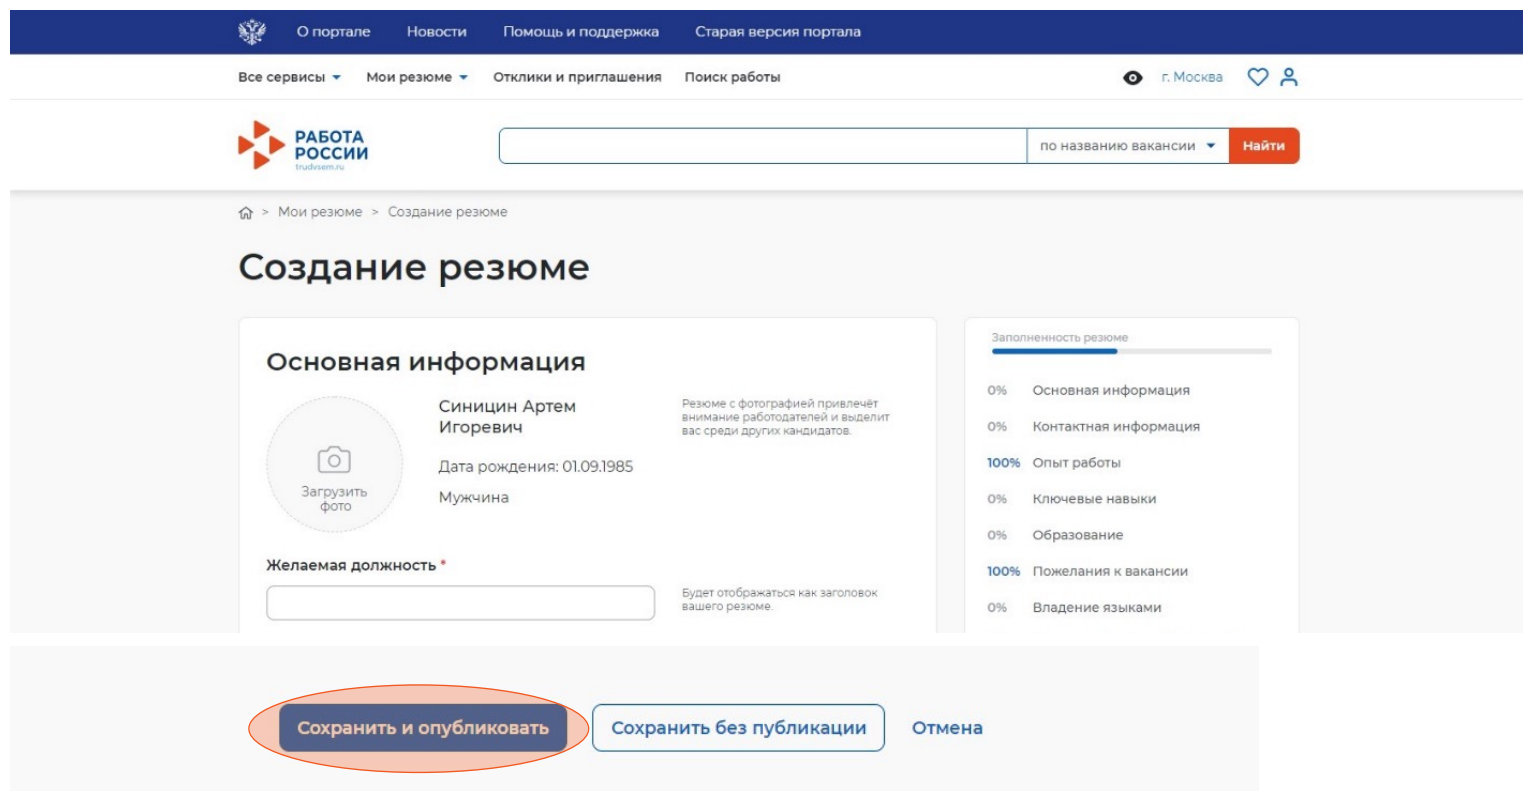 О портале Новости Помощь и поддержка Старая версия портала
Все сервисы Мои резюме Отклики и приглашения Поиск работы г. Москва
РАБОТА
РОССИИ
trudvsem.ru
по названию вакансии Найти
> Мои резюме > Создание резюме
Создание резюме
Основная информация
Загрузить
фото
Синицин Артем
Игоревич
Дата рождения: 01.09.1985
Мужчина
Резюме с фотографией привлечёт
внимание работодателей и выделит
вас среди других кандидатов.
Желаемая должность *
Будет отображаться как заголовок
вашего резюме.
Заполненность резюме
0% Основная информация
0% Контактная информация
100% Опыт работы
0% Ключевые навыки
0% Образование
100% Пожелания к вакансии
0% Владение языками
Сохранить и опубликовать Сохранить без публикации Отмена